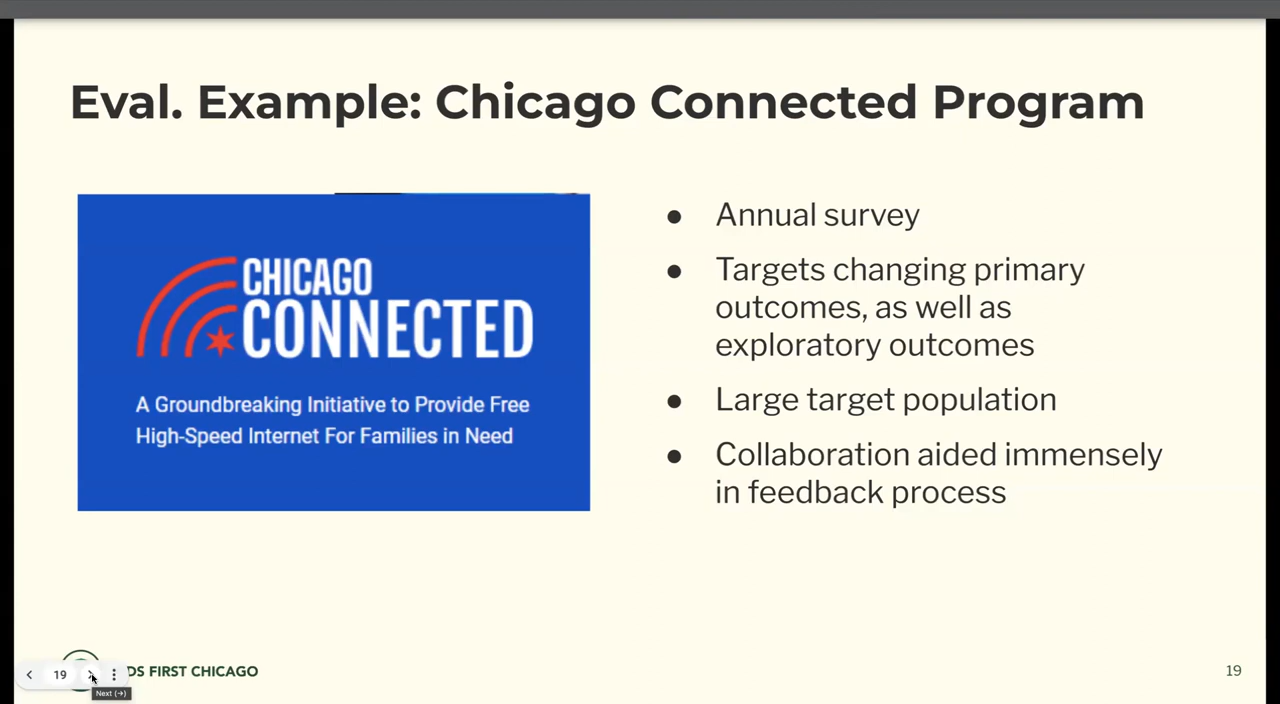 Eval. Example: Chicago Connected Program
CHICAGO
CONNECTED
A Groundbreaking Initiative to Provide Free
High-Speed Internet For Families in Need
● Annual survey
● Targets changing primary
outcomes, as well as
exploratory outcomes
● Large target population
● Collaboration aided immensely
in feedback process
19
DS FIRST CHICAGO
Next (→)
19